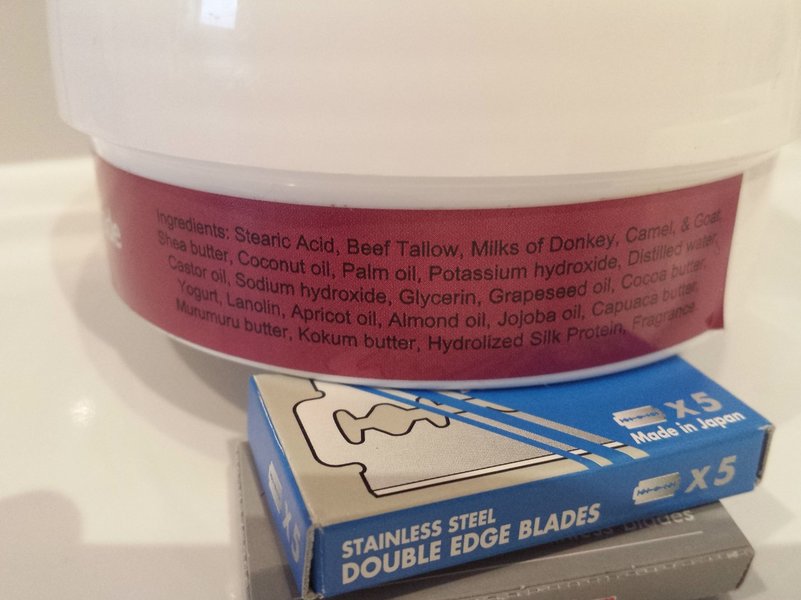 Ingredients: Stearic Acid, Beef Tallow, Milks of Donkey, Camel, & Goat,
Shea butter, Coconut oil, Palm oil, Potassium hydroxide, Distilled water,
Castor oil, Sodium hydroxide, Glycerin, Grapeseed oil, Cocoa butter,
Yogurt, Lanolin, Apricot oil, Almond oil, Jojoba oil, Capuaca butter,
Murumuru butter, Kokum butter, Hydrolized Silk Protein, Fragrance
x5
Made in Japan
x5
x5
STAINLESS STEEL
DOUBLE EDGE BLADES